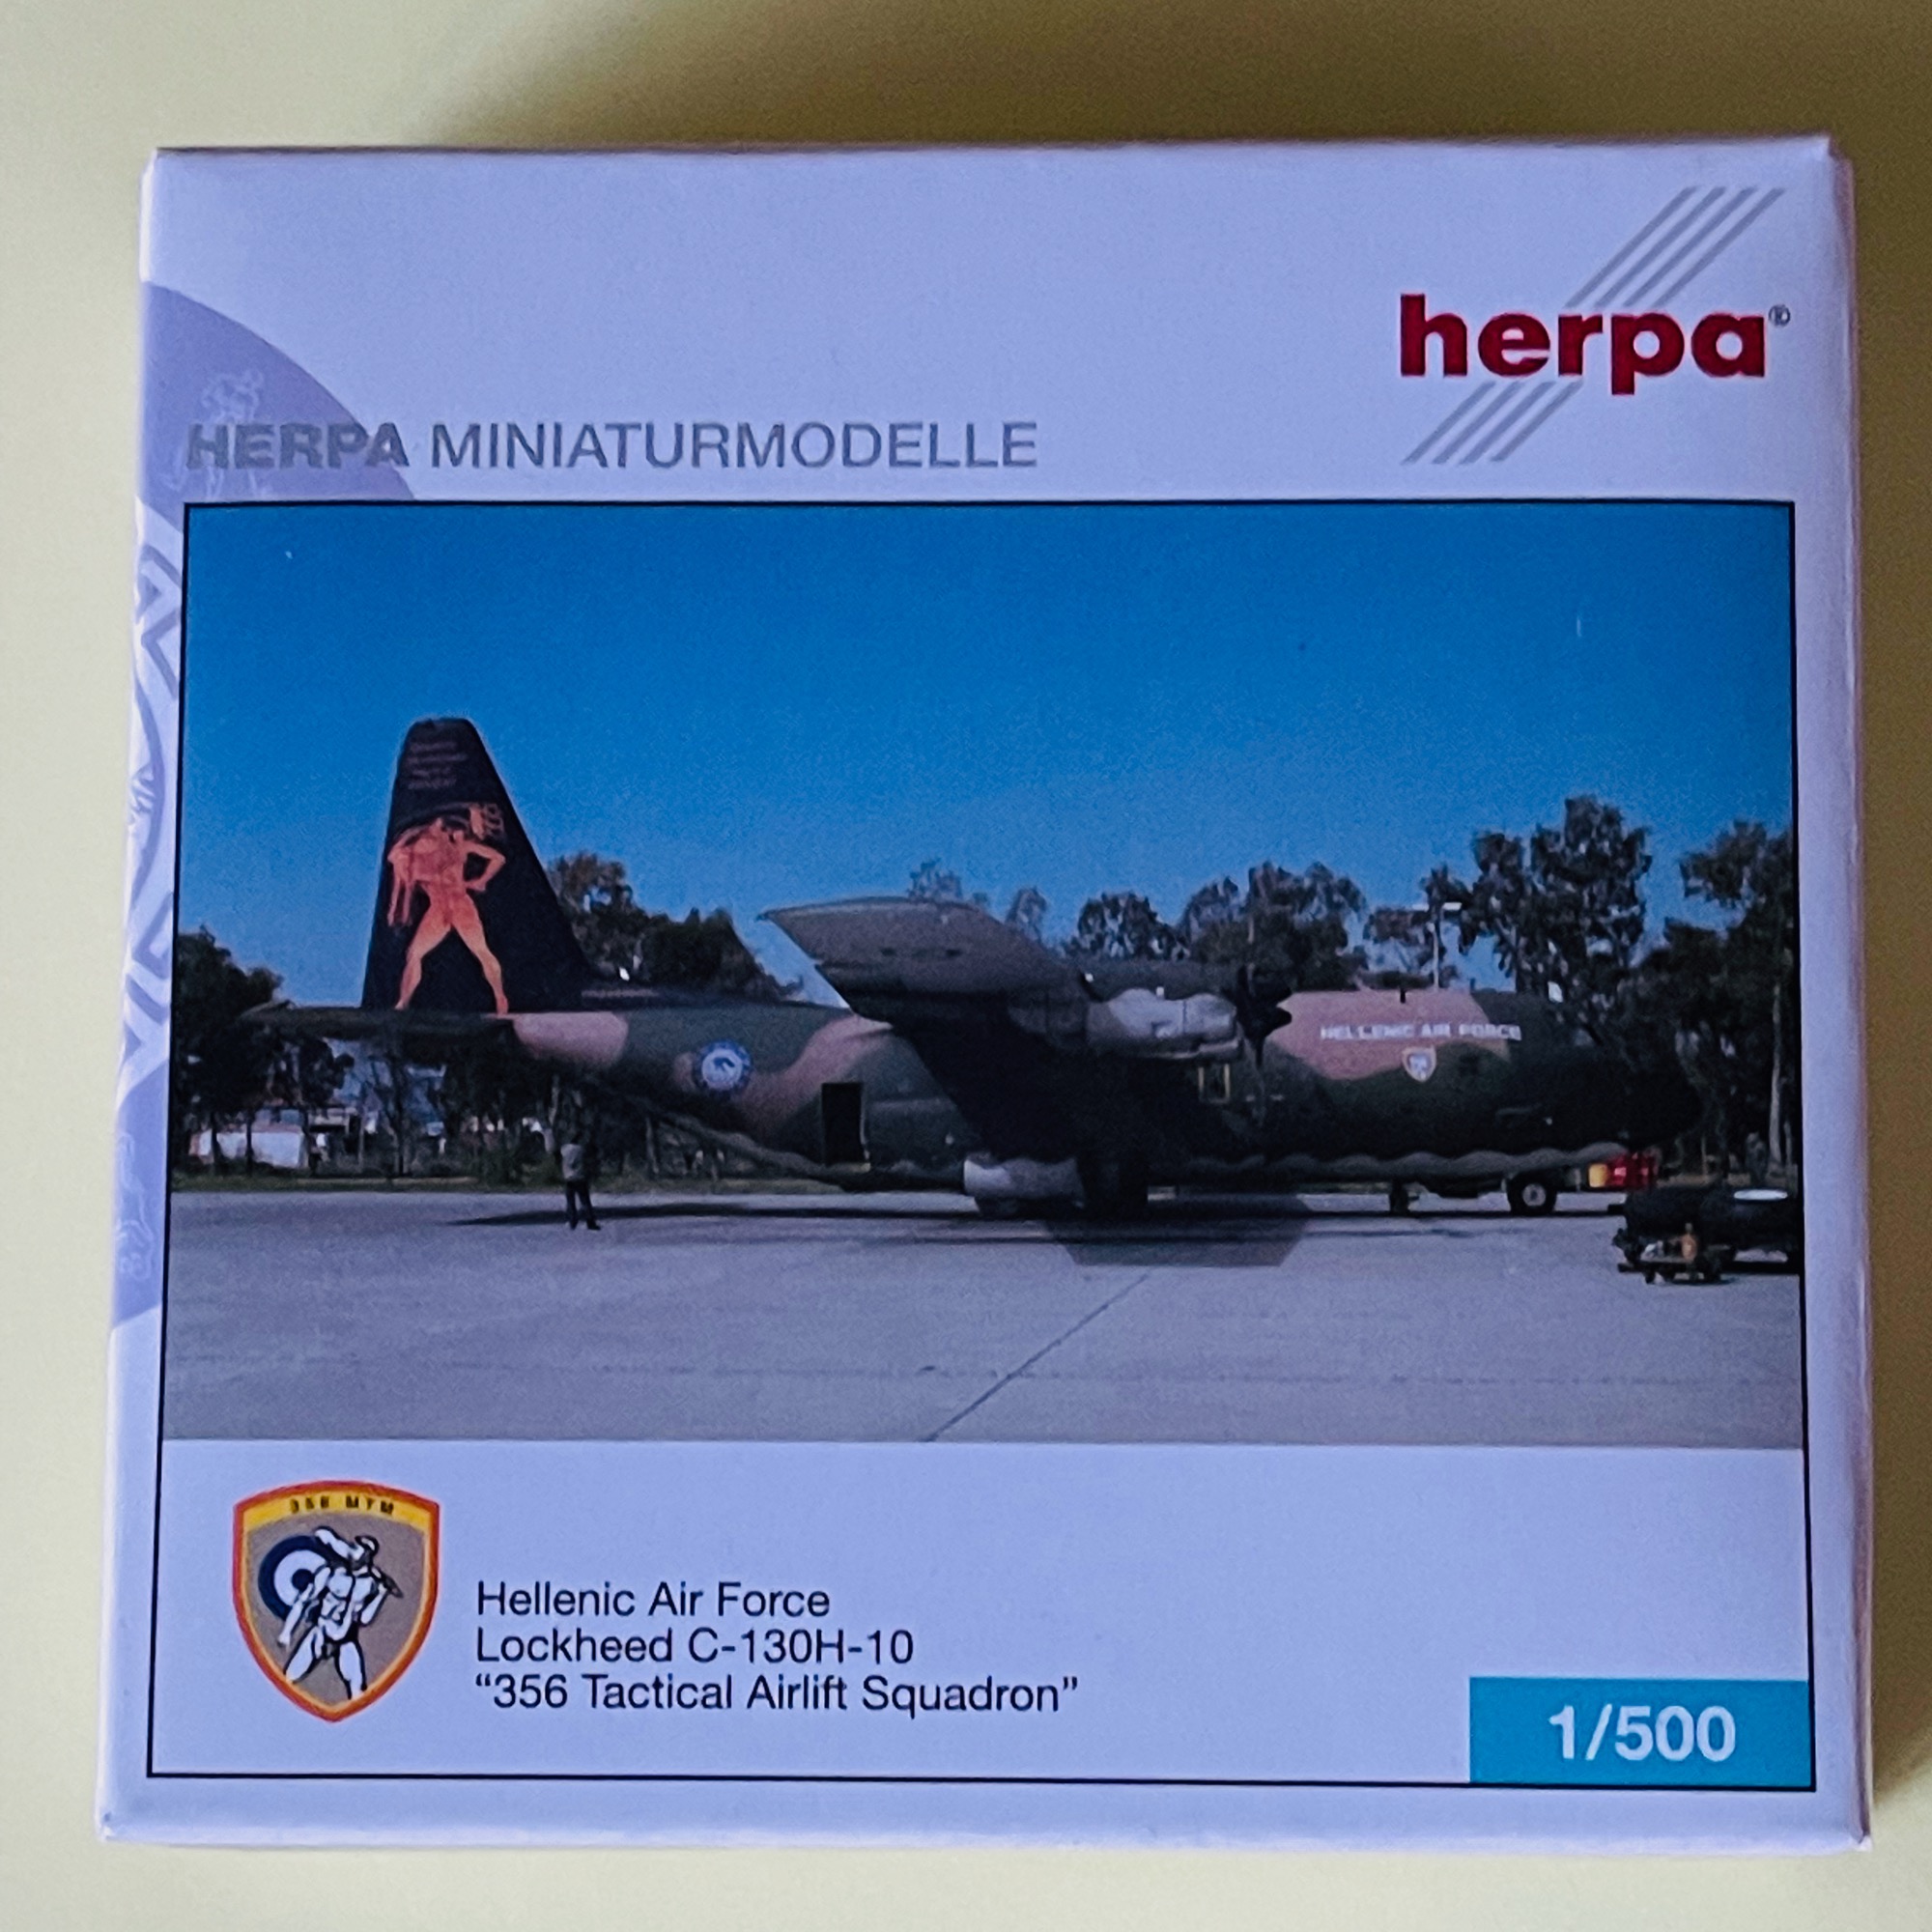 herpa®
HERPA MINIATURMODELLE
HELLENIC AIR FORCE
356 MTM
Hellenic Air Force
Lockheed C-130H-10
“356 Tactical Airlift Squadron”
1/500